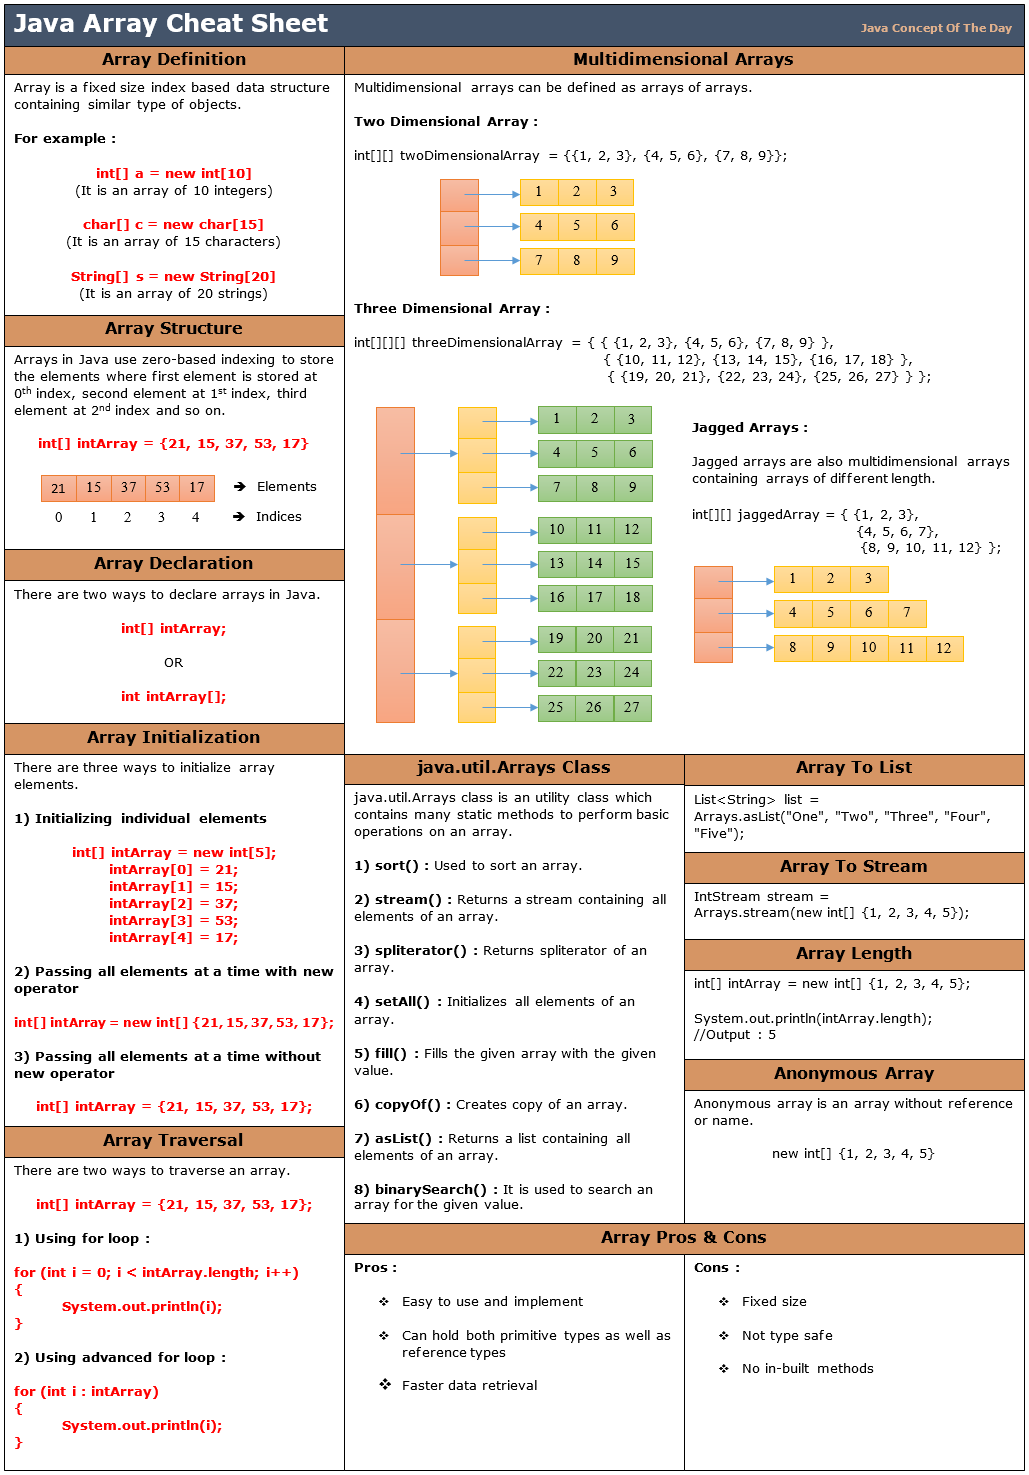 Java Array Cheat Sheet
Java Concept Of The Day
Array Definition
Array is a fixed size index based data structure
containing similar type of objects.
For example :
int[] a = new int[10]
(It is an array of 10 integers)
char[] c = new char[15]
(It is an array of 15 characters)
String[] s = new String[20]
(It is an array of 20 strings)
Array Structure
Arrays in Java use zero-based indexing to store
the elements where first element is stored at
0th index, second element at 1st index, third
element at 2nd index and so on.
int[] intArray = {21, 15, 37, 53, 17}
21 15 37 53 17 ➔ Elements
0 1 2 3 4 ➔ Indices
Array Declaration
There are two ways to declare arrays in Java.
int[] intArray;
OR
int intArray[];
Array Initialization
There are three ways to initialize array
elements.
1) Initializing individual elements
int[] intArray = new int[5];
intArray[0] = 21;
intArray[1] = 15;
intArray[2] = 37;
intArray[3] = 53;
intArray[4] = 17;
2) Passing all elements at a time with new
operator
int[] intArray = new int[] {21, 15, 37, 53, 17};
3) Passing all elements at a time without
new operator
int[] intArray = {21, 15, 37, 53, 17};
Array Traversal
There are two ways to traverse an array.
int[] intArray = {21, 15, 37, 53, 17};
1) Using for loop :
for (int i = 0; i < intArray.length; i++)
{
System.out.println(i);
}
2) Using advanced for loop :
for (int i : intArray)
{
System.out.println(i);
}
Multidimensional Arrays
Multidimensional arrays can be defined as arrays of arrays.
Two Dimensional Array :
int[][] twoDimensionalArray = {{1, 2, 3}, {4, 5, 6}, {7, 8, 9}};
1 2 3
4 5 6
7 8 9
Three Dimensional Array :
int[][][] threeDimensionalArray = { { {1, 2, 3}, {4, 5, 6}, {7, 8, 9} },
{ {10, 11, 12}, {13, 14, 15}, {16, 17, 18} },
{ {19, 20, 21}, {22, 23, 24}, {25, 26, 27} } };
1 2 3
4 5 6
7 8 9
10 11 12
13 14 15
16 17 18
19 20 21
22 23 24
25 26 27
Jagged Arrays :
Jagged arrays are also multidimensional arrays
containing arrays of different length.
int[][] jaggedArray = { {1, 2, 3},
{4, 5, 6, 7},
{8, 9, 10, 11, 12} };
1 2 3
4 5 6 7
8 9 10 11 12
java.util.Arrays Class
java.util.Arrays class is an utility class which
contains many static methods to perform basic
operations on an array.
1) sort() : Used to sort an array.
2) stream() : Returns a stream containing all
elements of an array.
3) spliterator() : Returns spliterator of an
array.
4) setAll() : Initializes all elements of an
array.
5) fill() : Fills the given array with the given
value.
6) copyOf() : Creates copy of an array.
7) asList() : Returns a list containing all
elements of an array.
8) binarySearch() : It is used to search an
array for the given value.
Array To List
List<String> list =
Arrays.asList("One", "Two", "Three", "Four",
"Five");
Array To Stream
IntStream stream =
Arrays.stream(new int[] {1, 2, 3, 4, 5});
Array Length
int[] intArray = new int[] {1, 2, 3, 4, 5};
System.out.println(intArray.length);
//Output : 5
Anonymous Array
Anonymous array is an array without reference
or name.
new int[] {1, 2, 3, 4, 5}
Array Pros & Cons
Pros :
❖ Easy to use and implement
❖ Can hold both primitive types as well as
reference types
❖ Faster data retrieval
Cons :
❖ Fixed size
❖ Not type safe
❖ No in-built methods